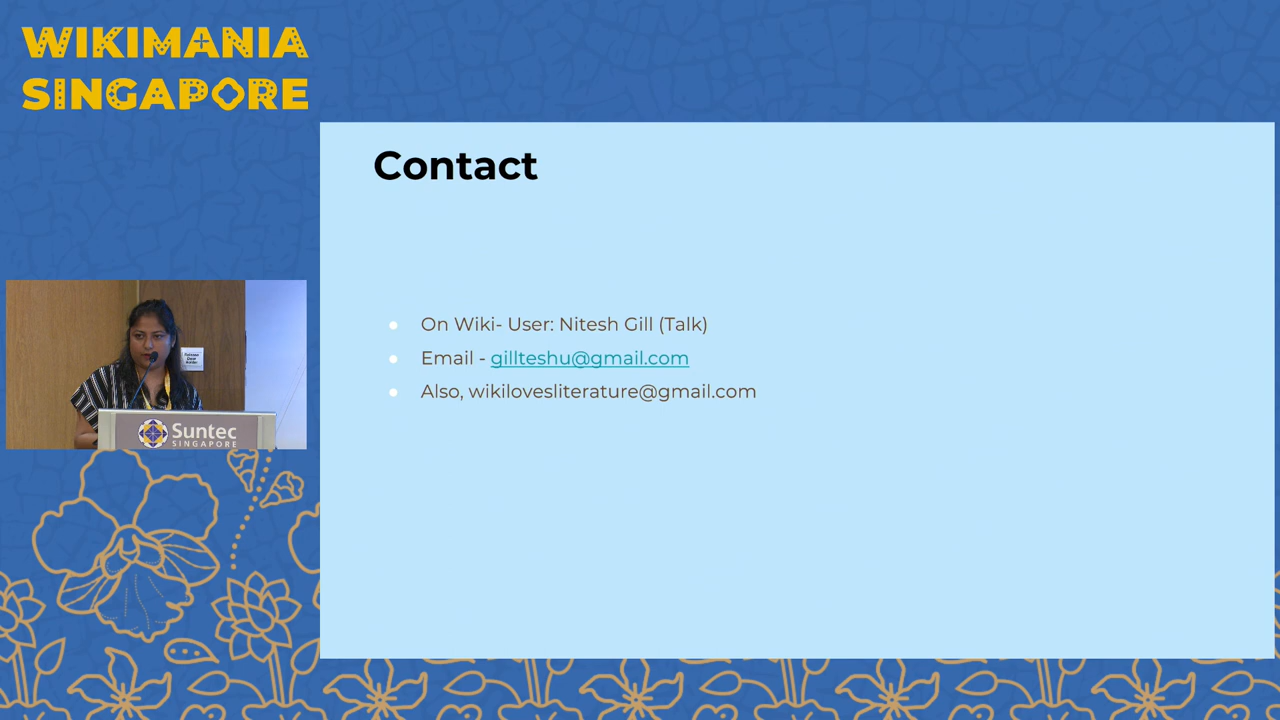 WIKIMANIA
SINGAPORE
Contact
On Wiki- User: Nitesh Gill (Talk)
Email - gillteshu@gmail.com
Also, wikilovesliterature@gmail.com
Suntec
SINGAPORE